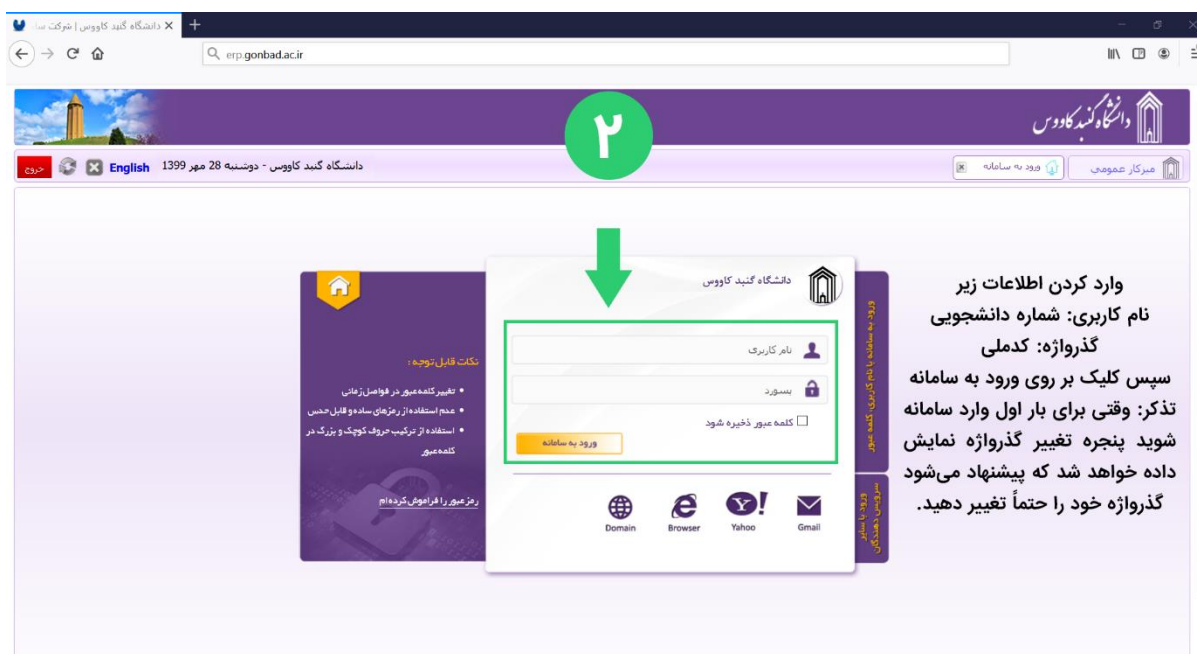 دانشگاه گنبد کاووس | شرکت سا
erp.gonbad.ac.ir
دانشگاه گنبد کاووس
۲
میزکار عمومی
ورود به سامانه
دانشگاه گنبد کاووس - دوشنبه 28 مهر 1399
English
خروج
وارد کردن اطلاعات زیر
نام کاربری: شماره دانشجویی
گذرواژه: کدملی
سپس کلیک بر روی ورود به سامانه
تذکر: وقتی برای بار اول وارد سامانه
شوید پنجره تغییر گذرواژه نمایش
داده خواهد شد که پیشنهاد می‌شود
گذرواژه خود را حتماً تغییر دهید.
ورود به سامانه با نام کاربری، کلمه عبور
ورود با سایر
سرویس دهندگان
دانشگاه گنبد کاووس
نام کاربری
پسورد
کلمه عبور ذخیره شود
ورود به سامانه
Gmail
Yahoo
Browser
Domain
نکات قابل توجه :
• تغییر کلمه عبور در فواصل زمانی
• عدم استفاده از رمزهای ساده و قابل حدس
• استفاده از ترکیب حروف کوچک و بزرگ در
کلمه عبور
رمز عبور را فراموش کرده ام